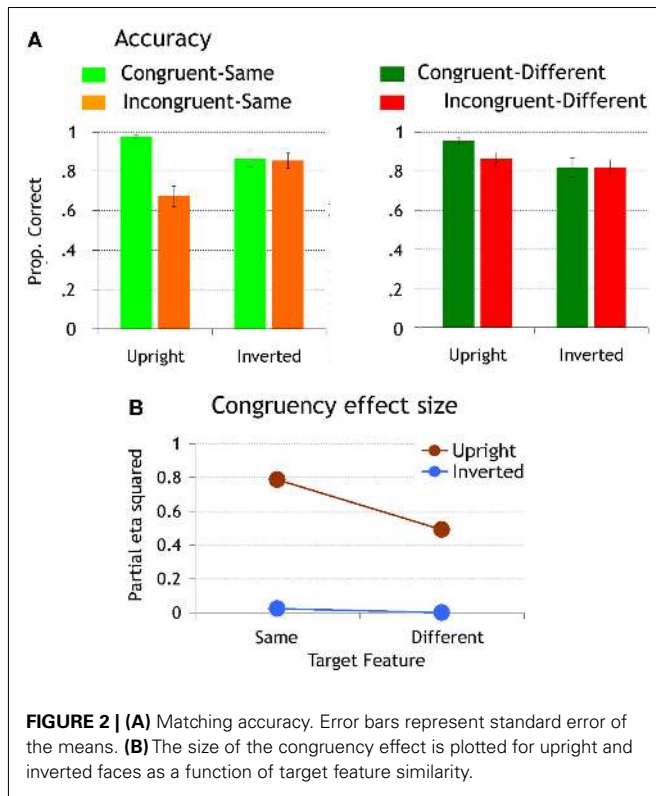 A Accuracy
Congruent-Same
Incongruent-Same
Congruent-Different
Incongruent-Different
Prop. Correct
1
.8
.6
.4
.2
0
Upright Inverted
1
.8
.6
.4
.2
0
Upright Inverted
B Congruency effect size
Upright
Inverted
Partial eta squared
1
0.8
0.6
0.4
0.2
0
Same Different
Target Feature
FIGURE 2 | (A) Matching accuracy. Error bars represent standard error of
the means. (B) The size of the congruency effect is plotted for upright and
inverted faces as a function of target feature similarity.